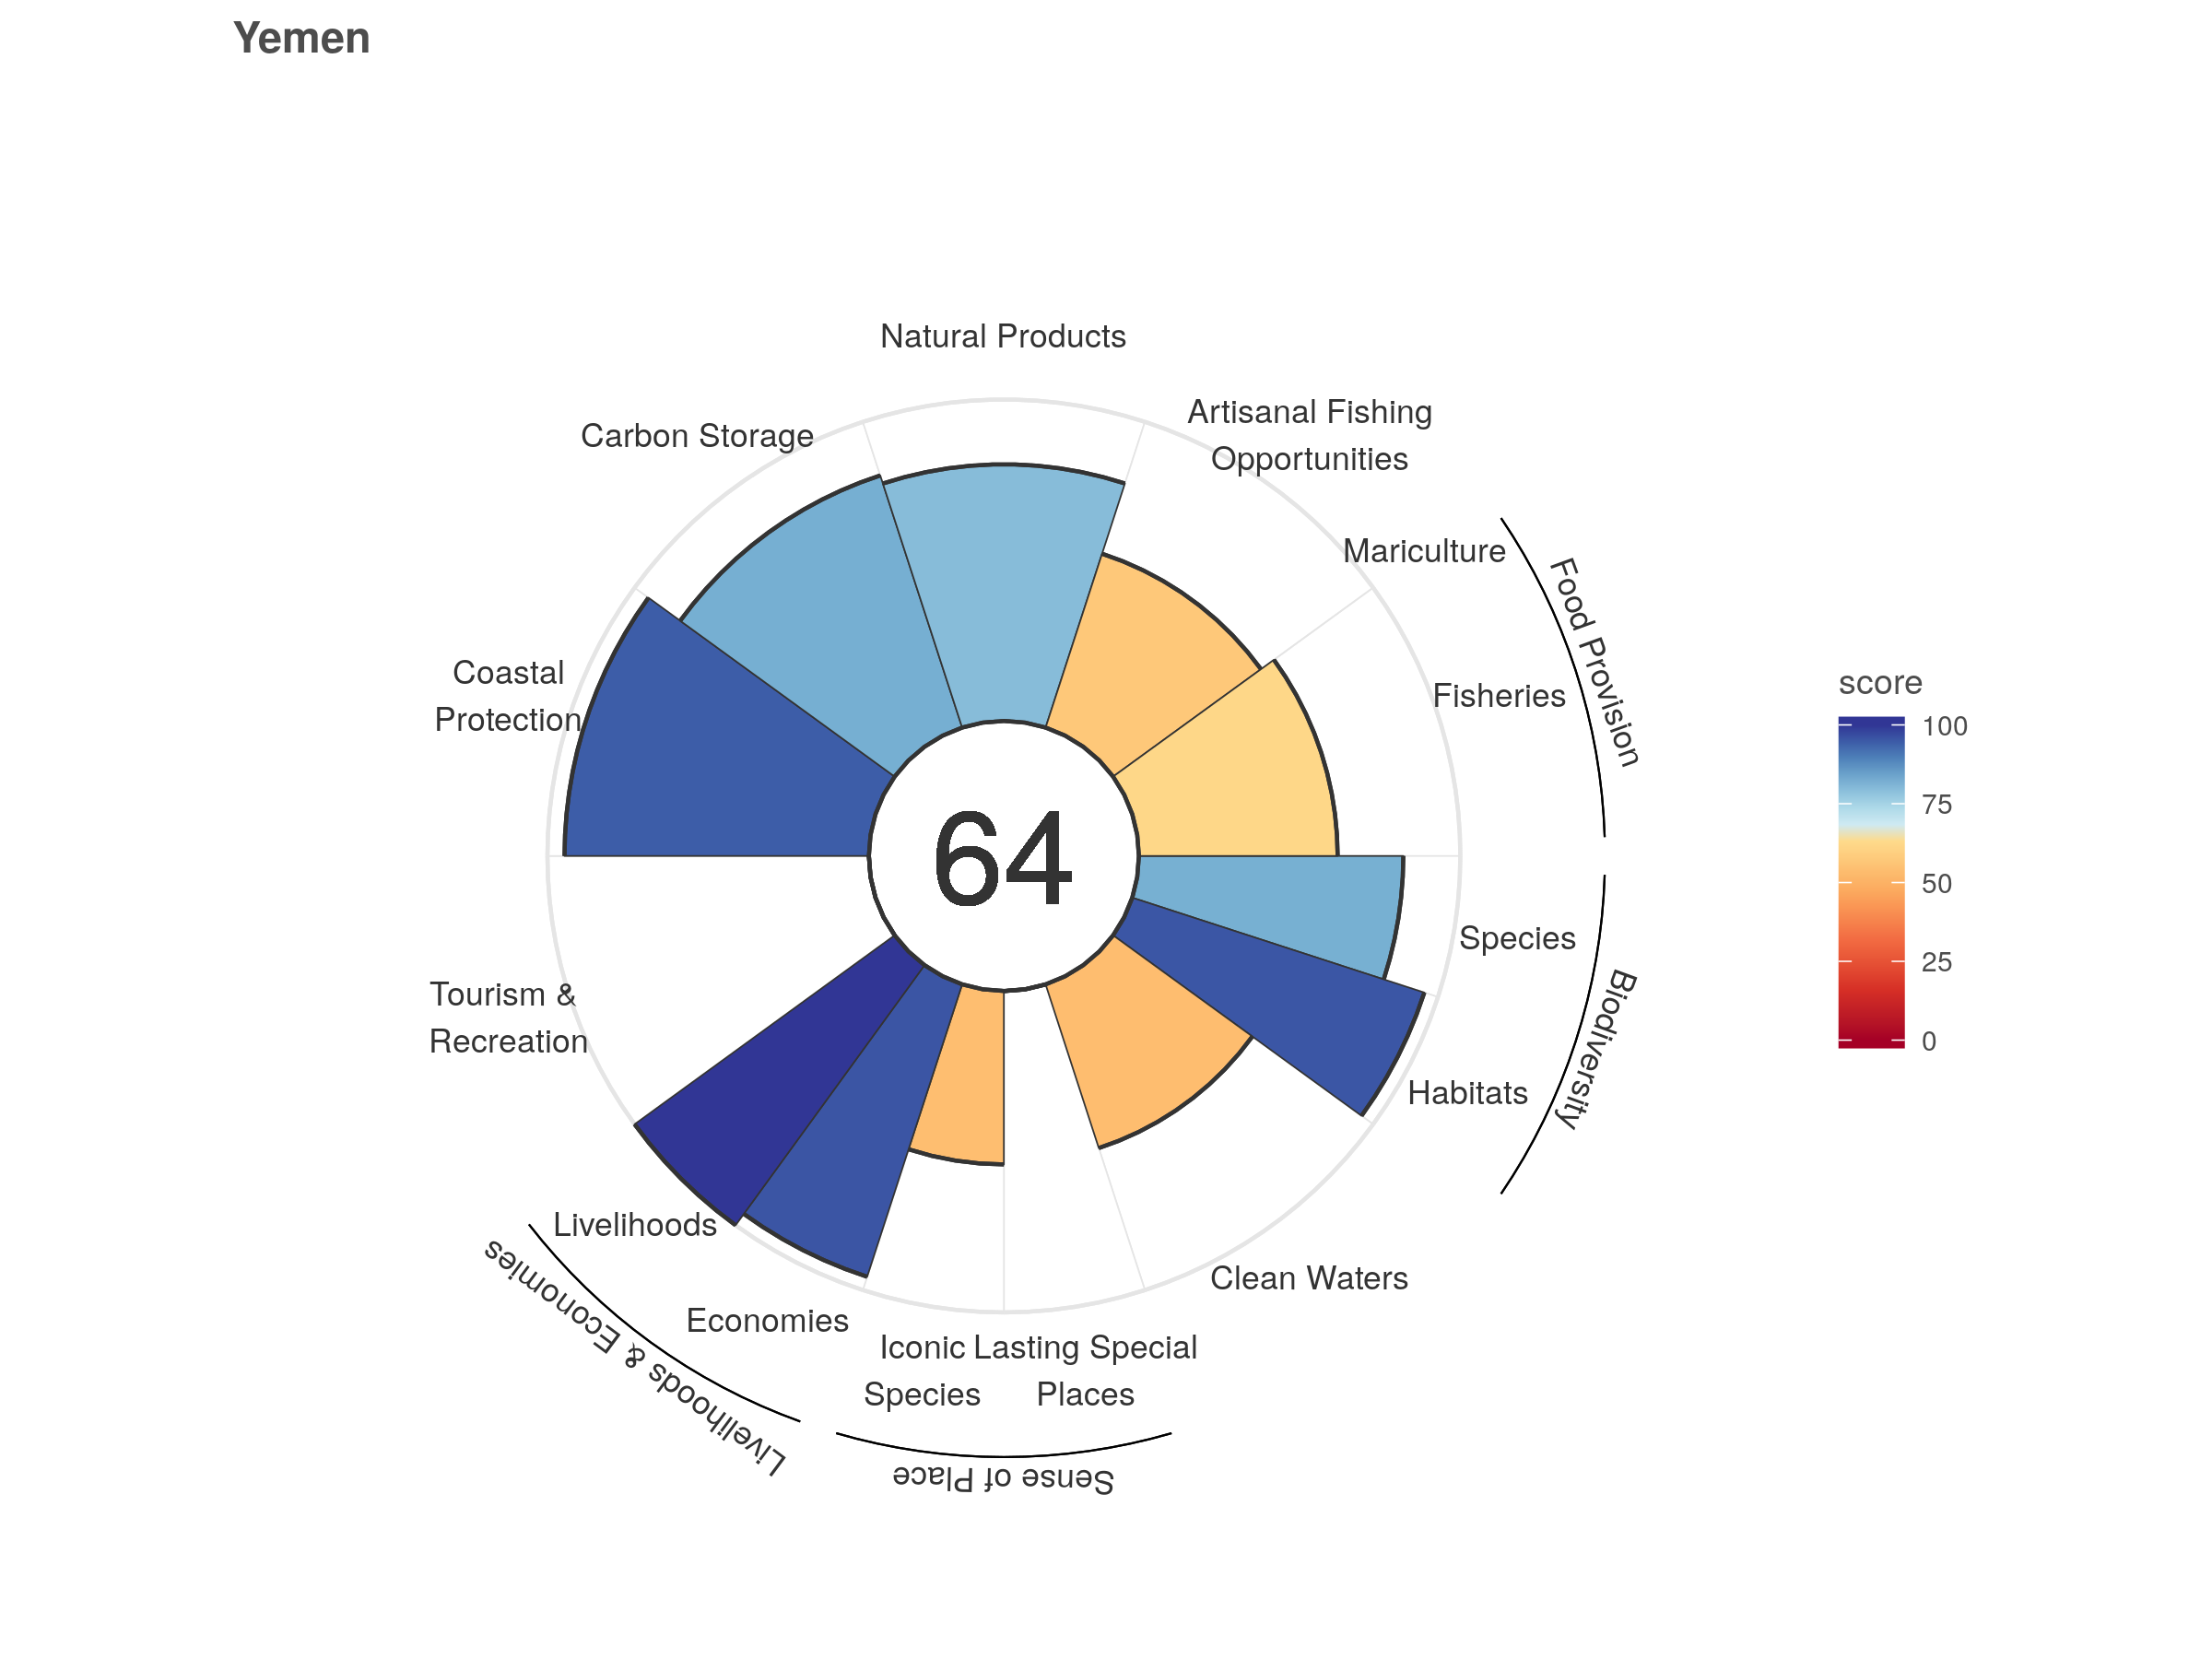 Yemen
Natural Products
Artisanal Fishing
Opportunities
Carbon Storage
Mariculture
Food Provision
Fisheries
Coastal
Protection
64
Species
Biodiversity
Habitats
Tourism &
Recreation
Livelihoods
Livelihoods & Economies
Economies
Clean Waters
Iconic
Species
Lasting Special
Places
Sense of Place
score
100
75
50
25
0